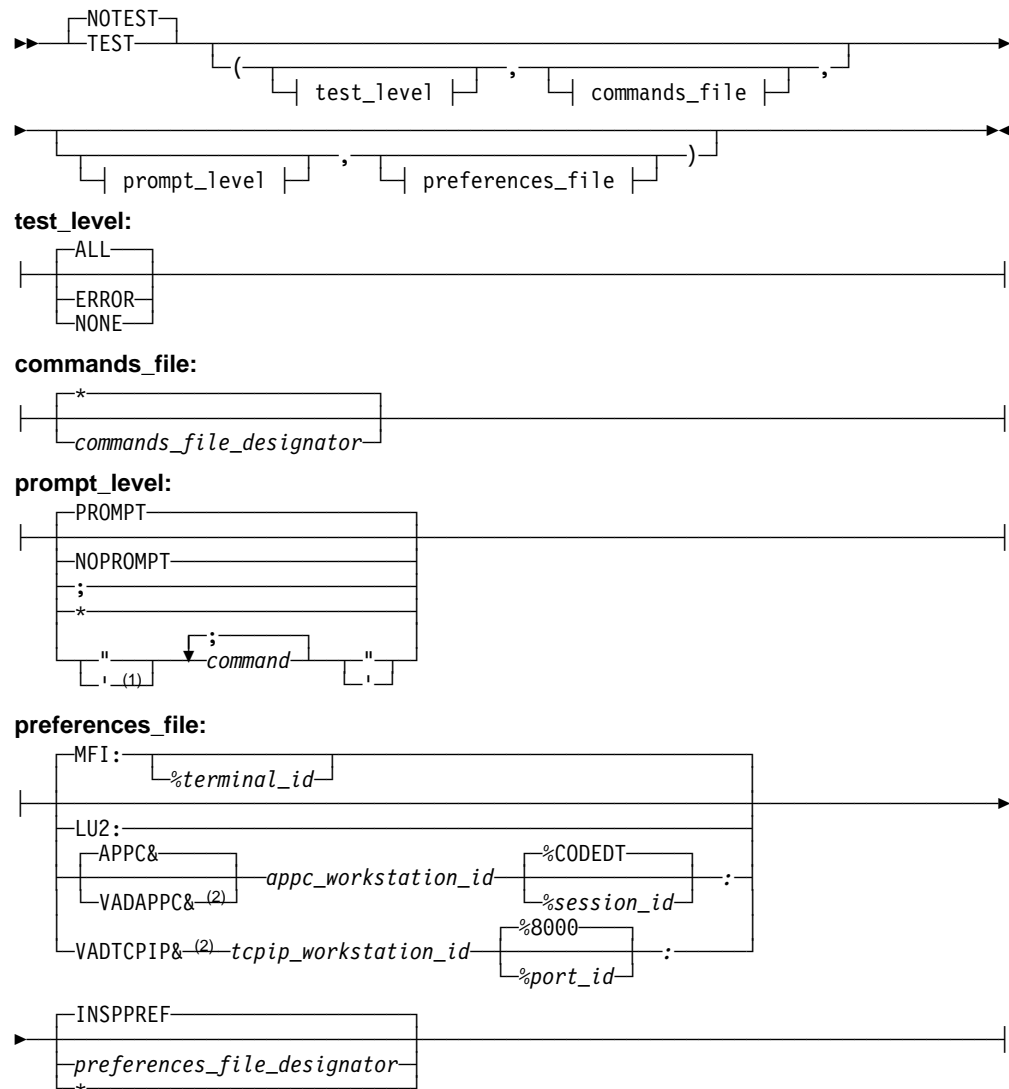 NOTEST
TEST
( test_level , commands_file ,
prompt_level , preferences_file )
test_level:
ALL
ERROR
NONE
commands_file:
*
commands_file_designator
prompt_level:
PROMPT
NOPROMPT
;
*
;
" command "
' (1) '
preferences_file:
MFI:
%terminal_id
LU2:
APPC& %CODEDT
appc_workstation_id :
VADAPPC& (2) %session_id
%8000
VADTCPIP& (2) tcpip_workstation_id :
%port_id
INSPPREF
preferences_file_designator
*